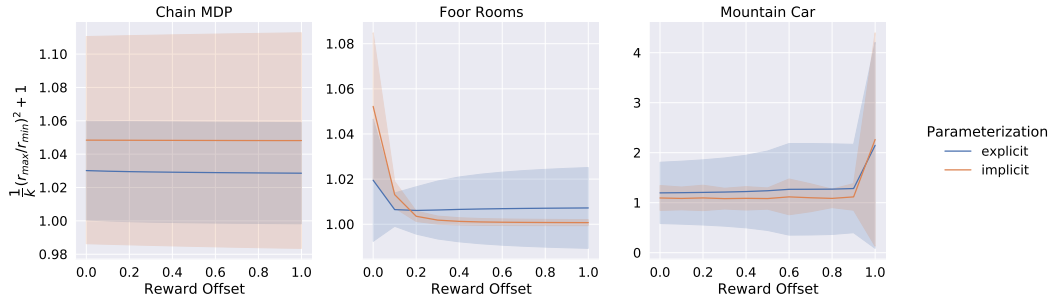 Chain MDP
Foor Rooms
Mountain Car
1/k (r_max/r_min)^2 + 1
1.10
1.08
1.06
1.04
1.02
1.00
0.98
0.0 0.2 0.4 0.6 0.8 1.0
Reward Offset
1.08
1.06
1.04
1.02
1.00
0.0 0.2 0.4 0.6 0.8 1.0
Reward Offset
4
3
2
1
0
0.0 0.2 0.4 0.6 0.8 1.0
Reward Offset
Parameterization
explicit
implicit